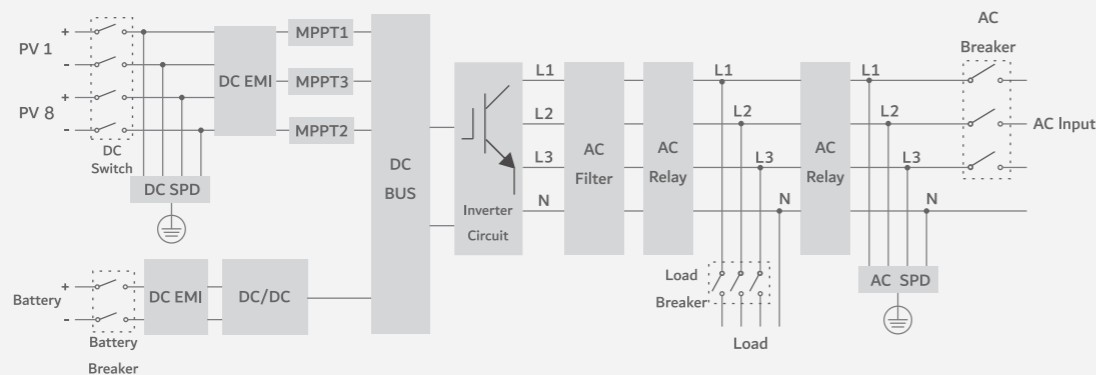 PV 1
+
-
PV 8
+
-
DC
Switch
DC SPD
DC EMI
MPPT1
MPPT3
MPPT2
DC
BUS
Battery
+
-
Battery
Breaker
DC EMI
DC/DC
Inverter
Circuit
L1
L2
L3
N
AC
Filter
AC
Relay
L1
L2
L3
N
Load
Breaker
Load
AC
Relay
L1
L2
L3
N
AC SPD
AC
Breaker
AC Input